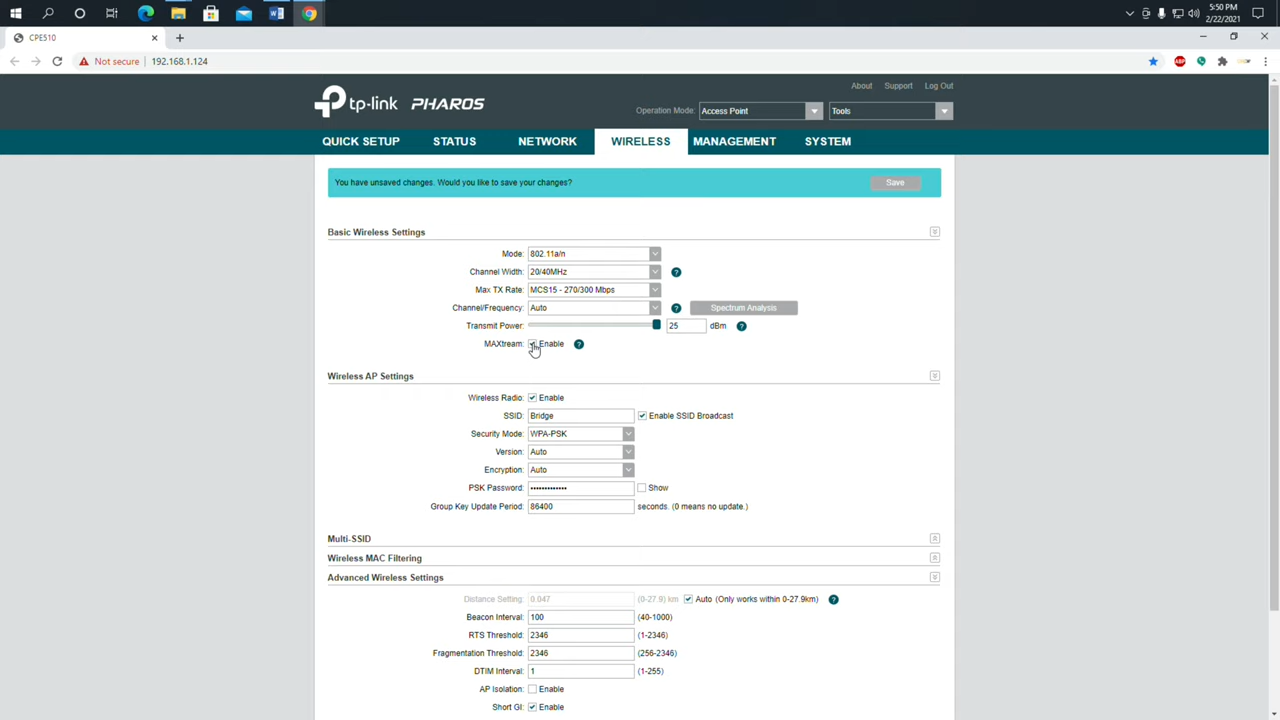 5:50 PM
2/22/2021
CPE510
Not secure 192.168.1.124
ABP
About Support Log Out
tp-link PHAROS
Operation Mode: Access Point Tools
QUICK SETUP STATUS NETWORK WIRELESS MANAGEMENT SYSTEM
You have unsaved changes. Would you like to save your changes? Save
Basic Wireless Settings
Mode: 802.11a/n
Channel Width: 20/40MHz ?
Max TX Rate: MCS15 - 270/300 Mbps
Channel/Frequency: Auto ? Spectrum Analysis
Transmit Power: 25 dBm ?
MAXtream: Enable ?
Wireless AP Settings
Wireless Radio: Enable
SSID: Bridge Enable SSID Broadcast
Security Mode: WPA-PSK
Version: Auto
Encryption: Auto
PSK Password: ••••••••••••• Show
Group Key Update Period: 86400 seconds. (0 means no update.)
Multi-SSID
Wireless MAC Filtering
Advanced Wireless Settings
Distance Setting: 0.047 (0-27.9) km Auto (Only works within 0-27.9km) ?
Beacon Interval: 100 (40-1000)
RTS Threshold: 2346 (1-2346)
Fragmentation Threshold: 2346 (256-2346)
DTIM Interval: 1 (1-255)
AP Isolation: Enable
Short GI: Enable